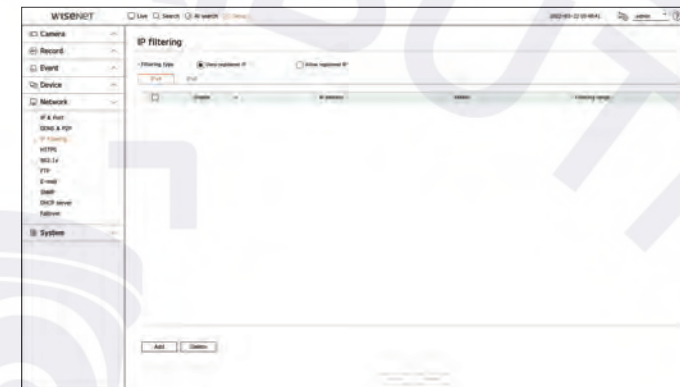 WISENET
Live Search AI search
admin
Camera
Record
Event
Device
Network
IP & Port
DDNS & P2P
IP filtering
HTTPS
802.1x
FTP
E-mail
SNMP
DHCP server
Failover
System
IP filtering
Filtering type Deny registered IP Allow registered IP
IPv4 IPv6
Enable IP address Filtering range
Add Delete